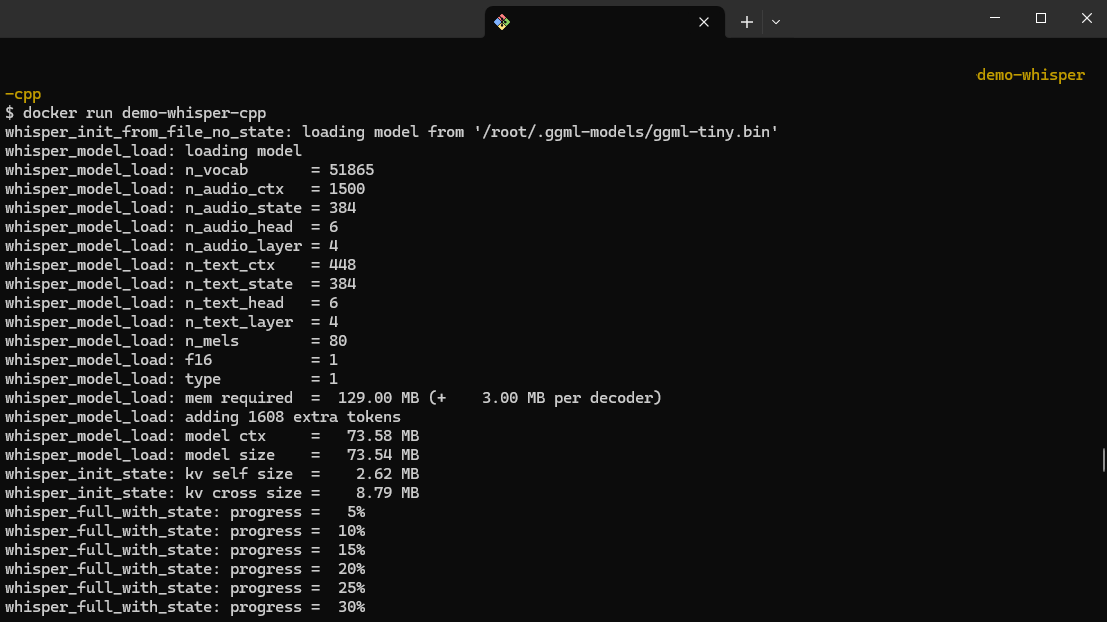 demo-whisper
-cpp
$ docker run demo-whisper-cpp
whisper_init_from_file_no_state: loading model from '/root/.ggml-models/ggml-tiny.bin'
whisper_model_load: loading model
whisper_model_load: n_vocab       = 51865
whisper_model_load: n_audio_ctx   = 1500
whisper_model_load: n_audio_state = 384
whisper_model_load: n_audio_head  = 6
whisper_model_load: n_audio_layer = 4
whisper_model_load: n_text_ctx    = 448
whisper_model_load: n_text_state  = 384
whisper_model_load: n_text_head   = 6
whisper_model_load: n_text_layer  = 4
whisper_model_load: n_mels        = 80
whisper_model_load: f16           = 1
whisper_model_load: type          = 1
whisper_model_load: mem required  =  129.00 MB (+    3.00 MB per decoder)
whisper_model_load: adding 1608 extra tokens
whisper_model_load: model ctx     =   73.58 MB
whisper_model_load: model size    =   73.54 MB
whisper_init_state: kv self size  =    2.62 MB
whisper_init_state: kv cross size =    8.79 MB
whisper_full_with_state: progress =   5%
whisper_full_with_state: progress =  10%
whisper_full_with_state: progress =  15%
whisper_full_with_state: progress =  20%
whisper_full_with_state: progress =  25%
whisper_full_with_state: progress =  30%